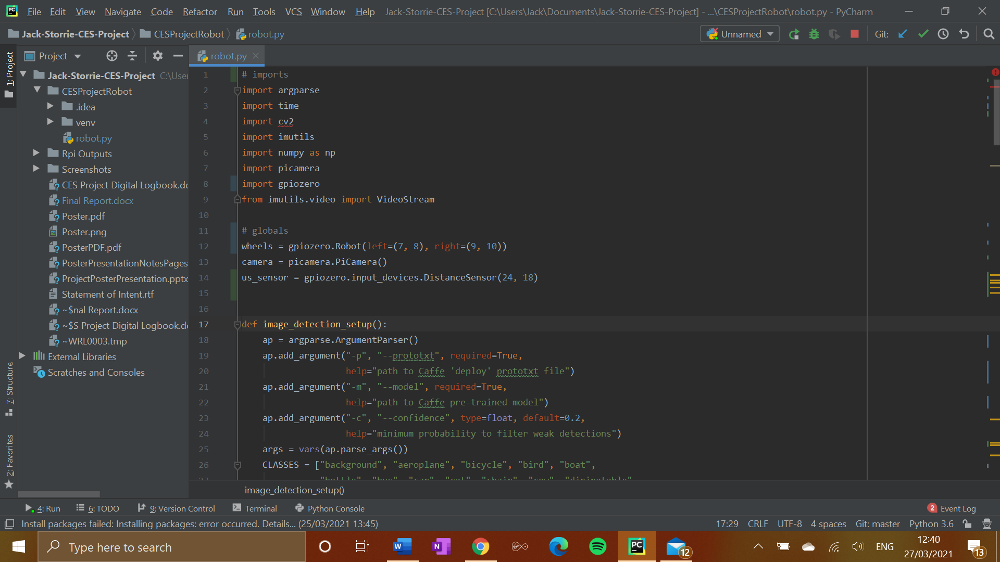 File Edit View Navigate Code Refactor Run Tools VCS Window Help Jack-Storrie-CES-Project [C:\Users\Jack\Documents\Jack-Storrie-CES-Project] - ...\CESProjectRobot\robot.py - PyCharm
Jack-Storrie-CES-Project CESProjectRobot robot.py Unnamed Git:
Project
robot.py
1: Project
Jack-Storrie-CES-Project C:\User
CESProjectRobot
.idea
venv
robot.py
Rpi Outputs
Screenshots
CES Project Digital Logbook.do
Final Report.docx
Poster.pdf
Poster.png
PosterPDF.pdf
PosterPresentationNotesPages
ProjectPosterPresentation.pptx
Statement of Intent.rtf
~$nal Report.docx
~$S Project Digital Logbook.do
~WRL0003.tmp
External Libraries
Scratches and Consoles
7: Structure
2: Favorites
1 # imports
2 import argparse
3 import time
4 import cv2
5 import imutils
6 import numpy as np
7 import picamera
8 import gpiozero
9 from imutils.video import VideoStream
10
11 # globals
12 wheels = gpiozero.Robot(left=(7, 8), right=(9, 10))
13 camera = picamera.PiCamera()
14 us_sensor = gpiozero.input_devices.DistanceSensor(24, 18)
15
16
17 def image_detection_setup():
18 ap = argparse.ArgumentParser()
19 ap.add_argument("-p", "--prototxt", required=True,
20 help="path to Caffe 'deploy' prototxt file")
21 ap.add_argument("-m", "--model", required=True,
22 help="path to Caffe pre-trained model")
23 ap.add_argument("-c", "--confidence", type=float, default=0.2,
24 help="minimum probability to filter weak detections")
25 args = vars(ap.parse_args())
26 CLASSES = ["background", "aeroplane", "bicycle", "bird", "boat",
27 "bottle", "bus", "car", "cat", "chair", "cow", "diningtable",
image_detection_setup()
4: Run 6: TODO 9: Version Control Terminal Python Console 2 Event Log
Install packages failed: Installing packages: error occurred. Details... (25/03/2021 13:45) 17:29 CRLF UTF-8 4 spaces Git: master Python 3.6
Type here to search 12 ENG 12:40 13
27/03/2021